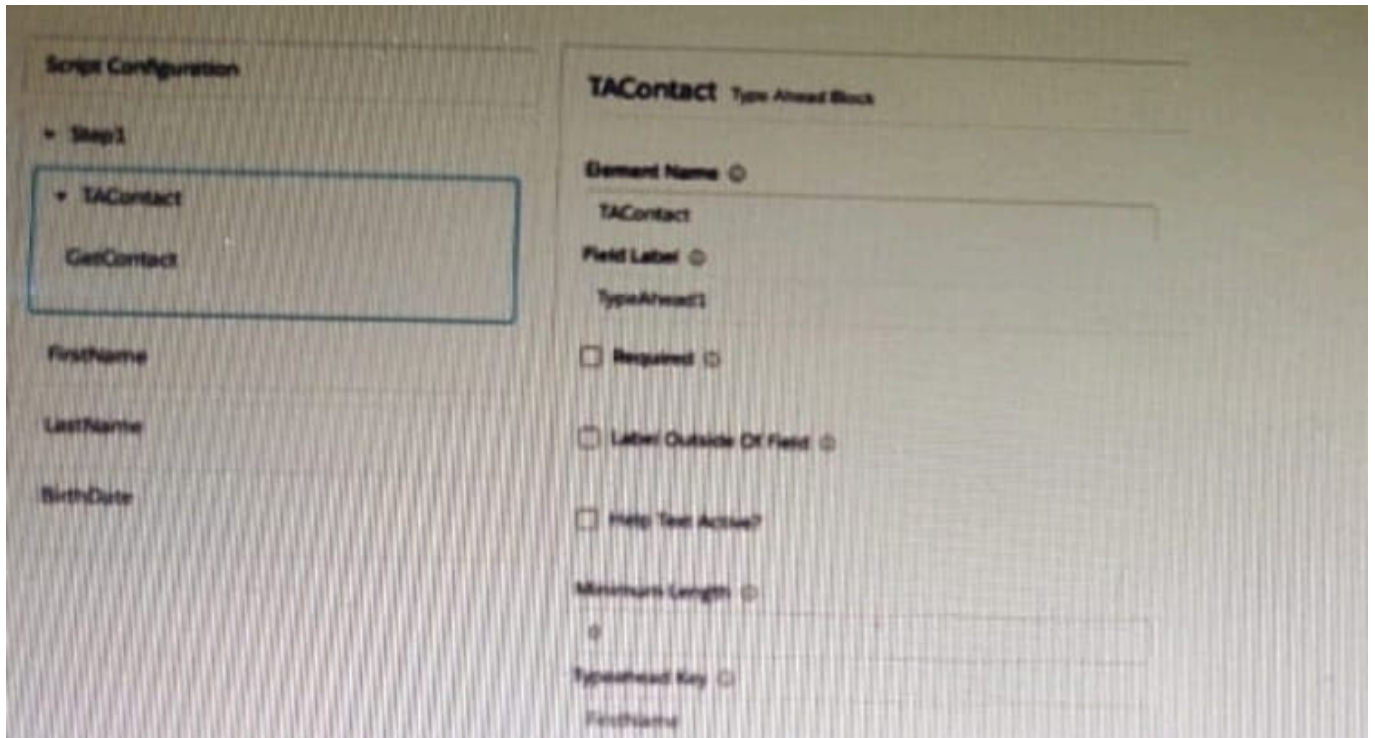 Script Configuration
Step1
TAContact
GetContact
FirstName
LastName
BirthDate
TAContact Type Ahead Block
Element Name
TAContact
Field Label
TypeAhead1
Required
Label Outside Of Field
Help Text Active?
Minimum Length
0
Typeahead Key
FirstName